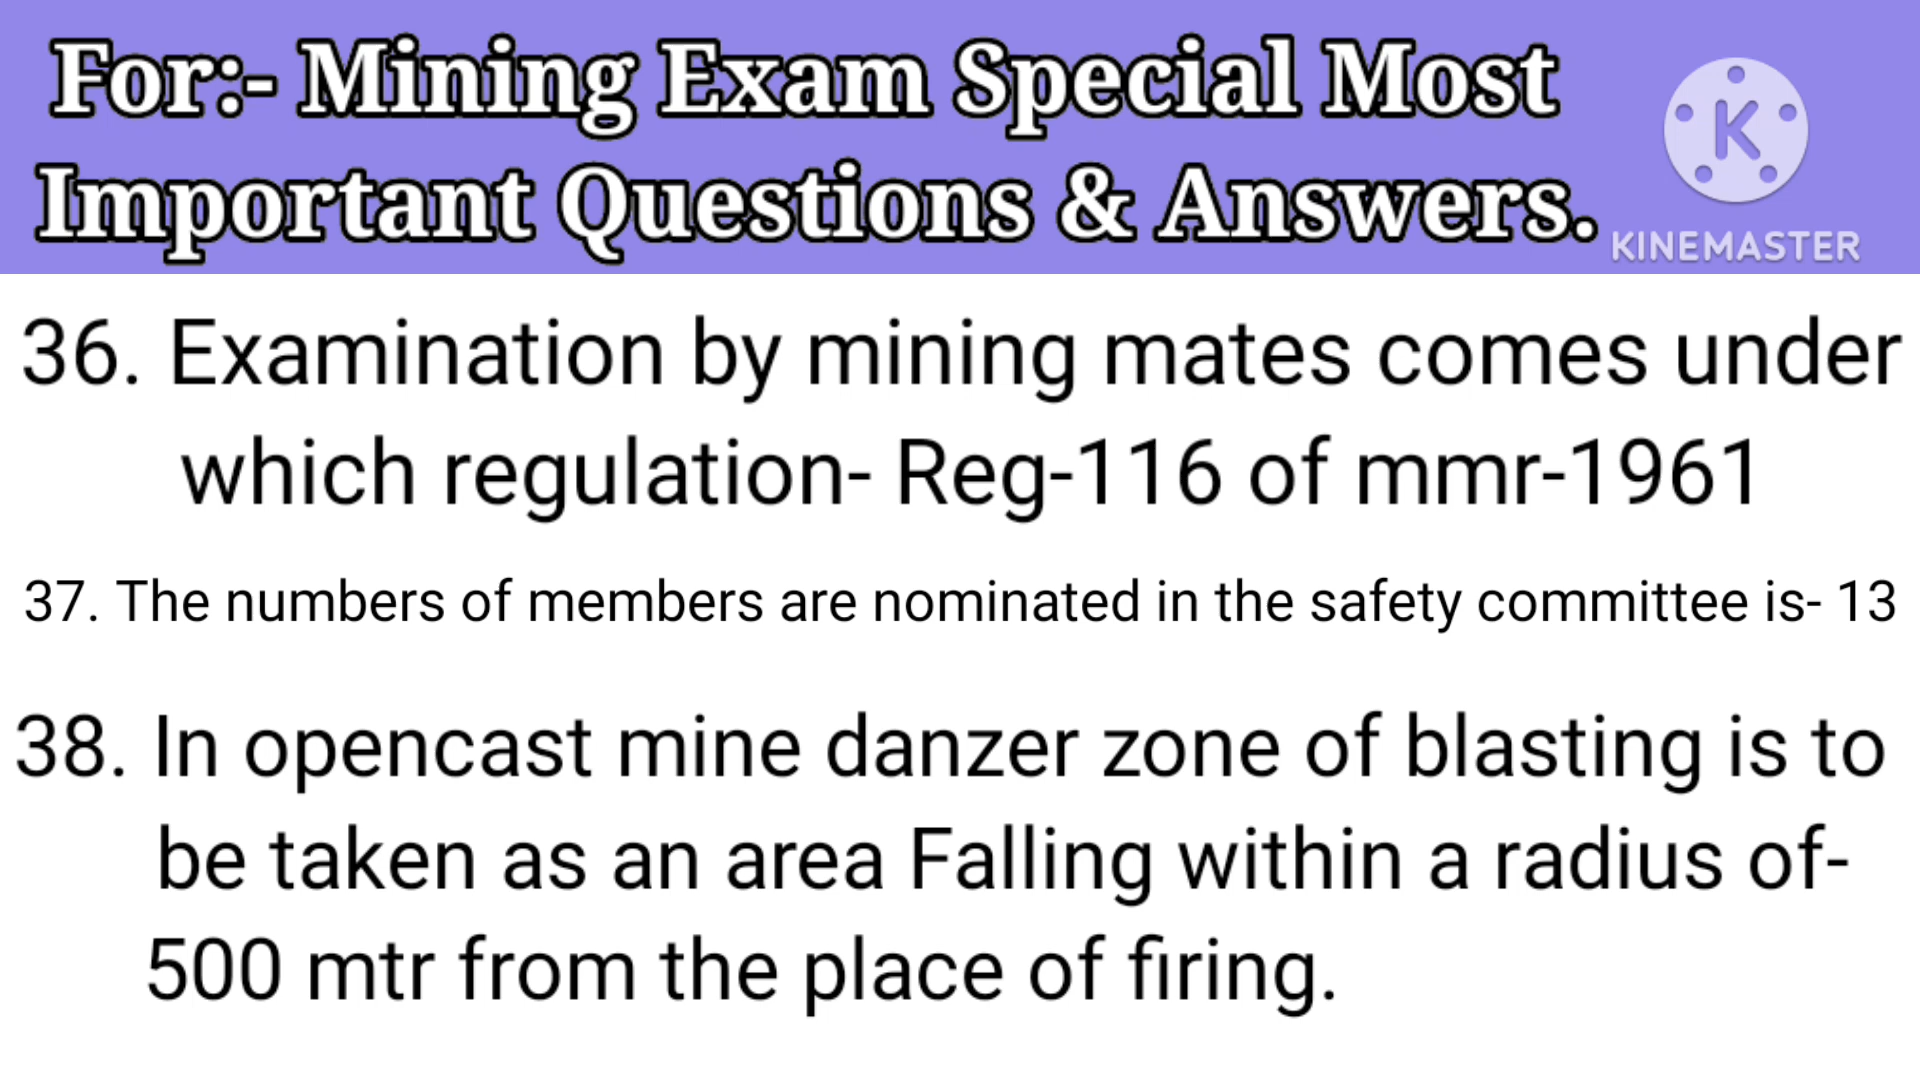 For:- Mining Exam Special Most
Important Questions & Answers.
K
KINEMASTER
36. Examination by mining mates comes under
which regulation- Reg-116 of mmr-1961
37. The numbers of members are nominated in the safety committee is- 13
38. In opencast mine danzer zone of blasting is to
be taken as an area Falling within a radius of-
500 mtr from the place of firing.